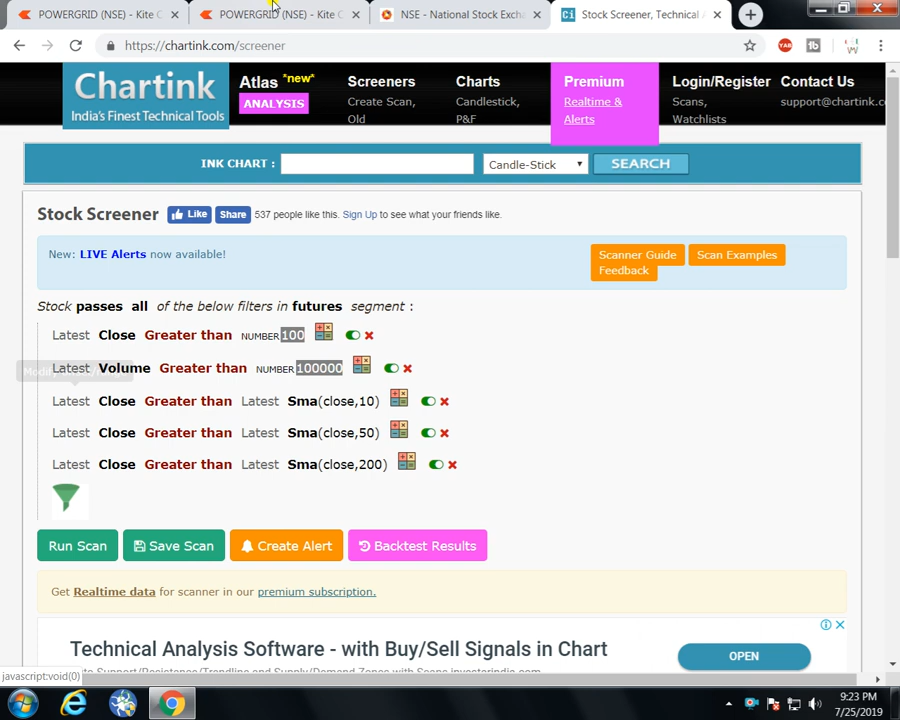 POWERGRID (NSE) - Kite C
POWERGRID (NSE) - Kite C
NSE - National Stock Excha
Stock Screener, Technical A
https://chartink.com/screener
Chartink
India's Finest Technical Tools
Atlas *new*
ANALYSIS
Screeners
Create Scan,
Old
Charts
Candlestick,
P&F
Premium
Realtime &
Alerts
Login/Register
Scans,
Watchlists
Contact Us
support@chartink.co
INK CHART :
Candle-Stick
SEARCH
Stock Screener
Like
Share
537 people like this. Sign Up to see what your friends like.
New: LIVE Alerts now available!
Scanner Guide
Scan Examples
Feedback
Stock passes all of the below filters in futures segment :
Latest Close Greater than NUMBER 100
Latest Volume Greater than NUMBER 100000
Latest Close Greater than Latest Sma(close,10)
Latest Close Greater than Latest Sma(close,50)
Latest Close Greater than Latest Sma(close,200)
Run Scan
Save Scan
Create Alert
Backtest Results
Get Realtime data for scanner in our premium subscription.
Technical Analysis Software - with Buy/Sell Signals in Chart
OPEN
javascript:void(0)
9:23 PM
7/25/2019